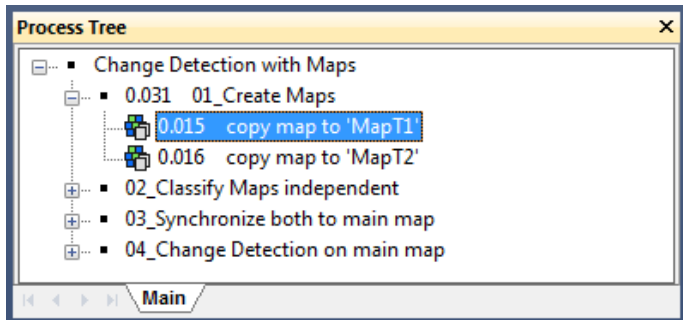 Process Tree
Change Detection with Maps
0.031 01_Create Maps
0.015 copy map to 'MapT1'
0.016 copy map to 'MapT2'
02_Classify Maps independent
03_Synchronize both to main map
04_Change Detection on main map
Main